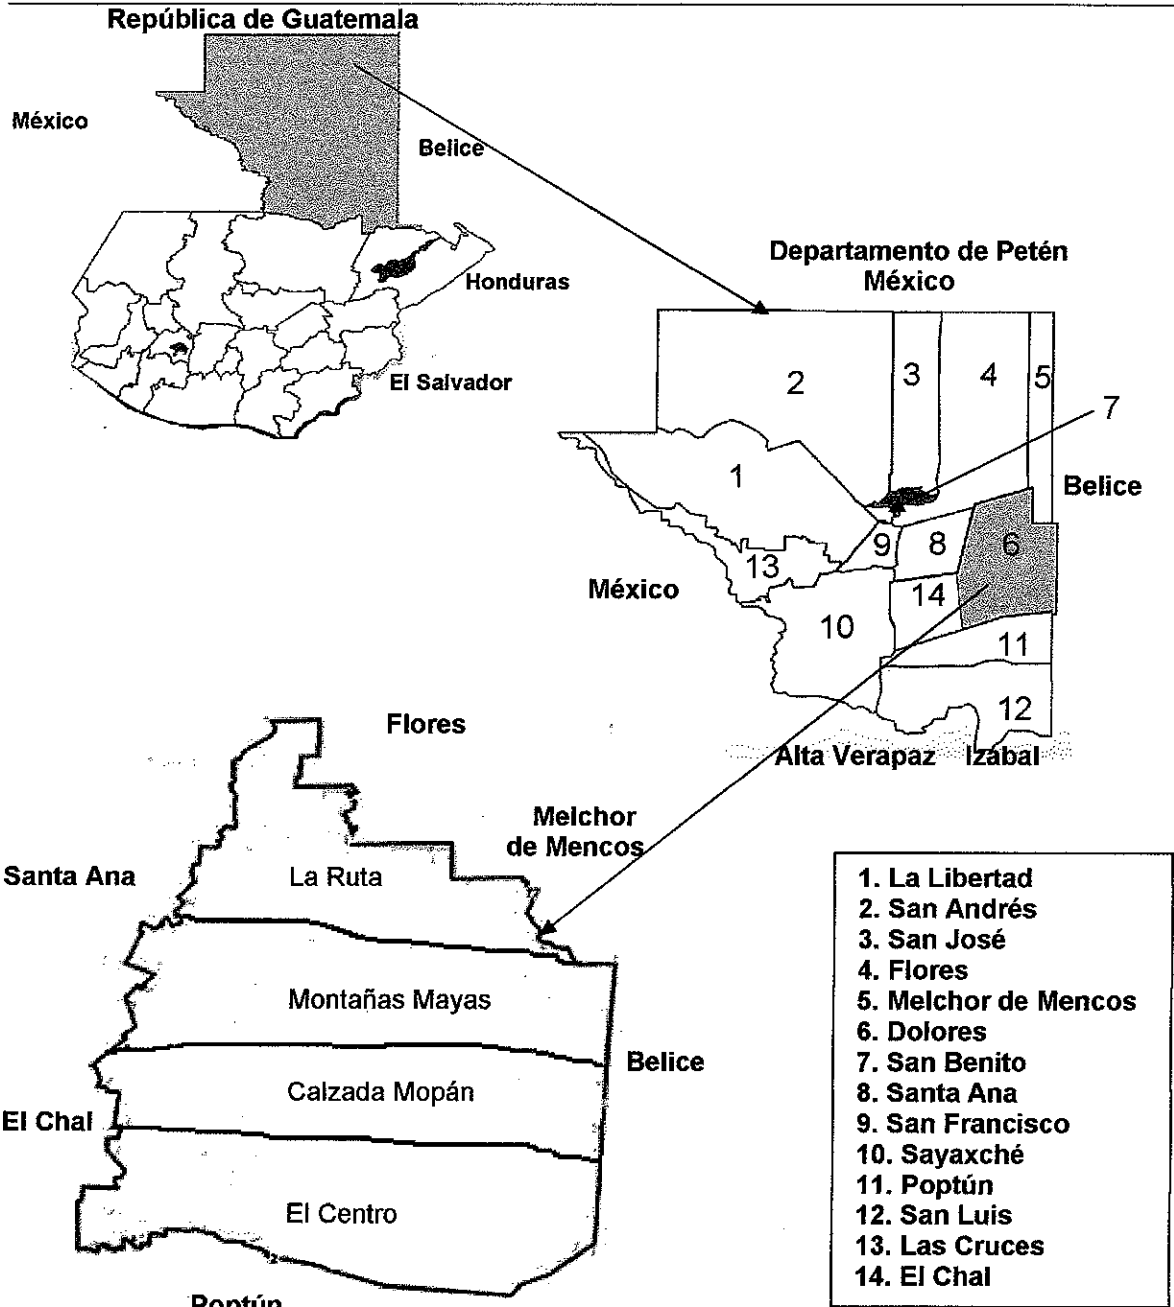 República de Guatemala
México
Belice
Honduras
El Salvador
Departamento de Petén
México
2
3
4
5
7
1
Belice
9
8
6
13
México
14
10
11
12
Alta Verapaz Izabal
Flores
Melchor
de Mencos
Santa Ana
La Ruta
Montañas Mayas
Belice
Calzada Mopán
El Chal
El Centro
Poptún
1. La Libertad
2. San Andrés
3. San José
4. Flores
5. Melchor de Mencos
6. Dolores
7. San Benito
8. Santa Ana
9. San Francisco
10. Sayaxché
11. Poptún
12. San Luis
13. Las Cruces
14. El Chal